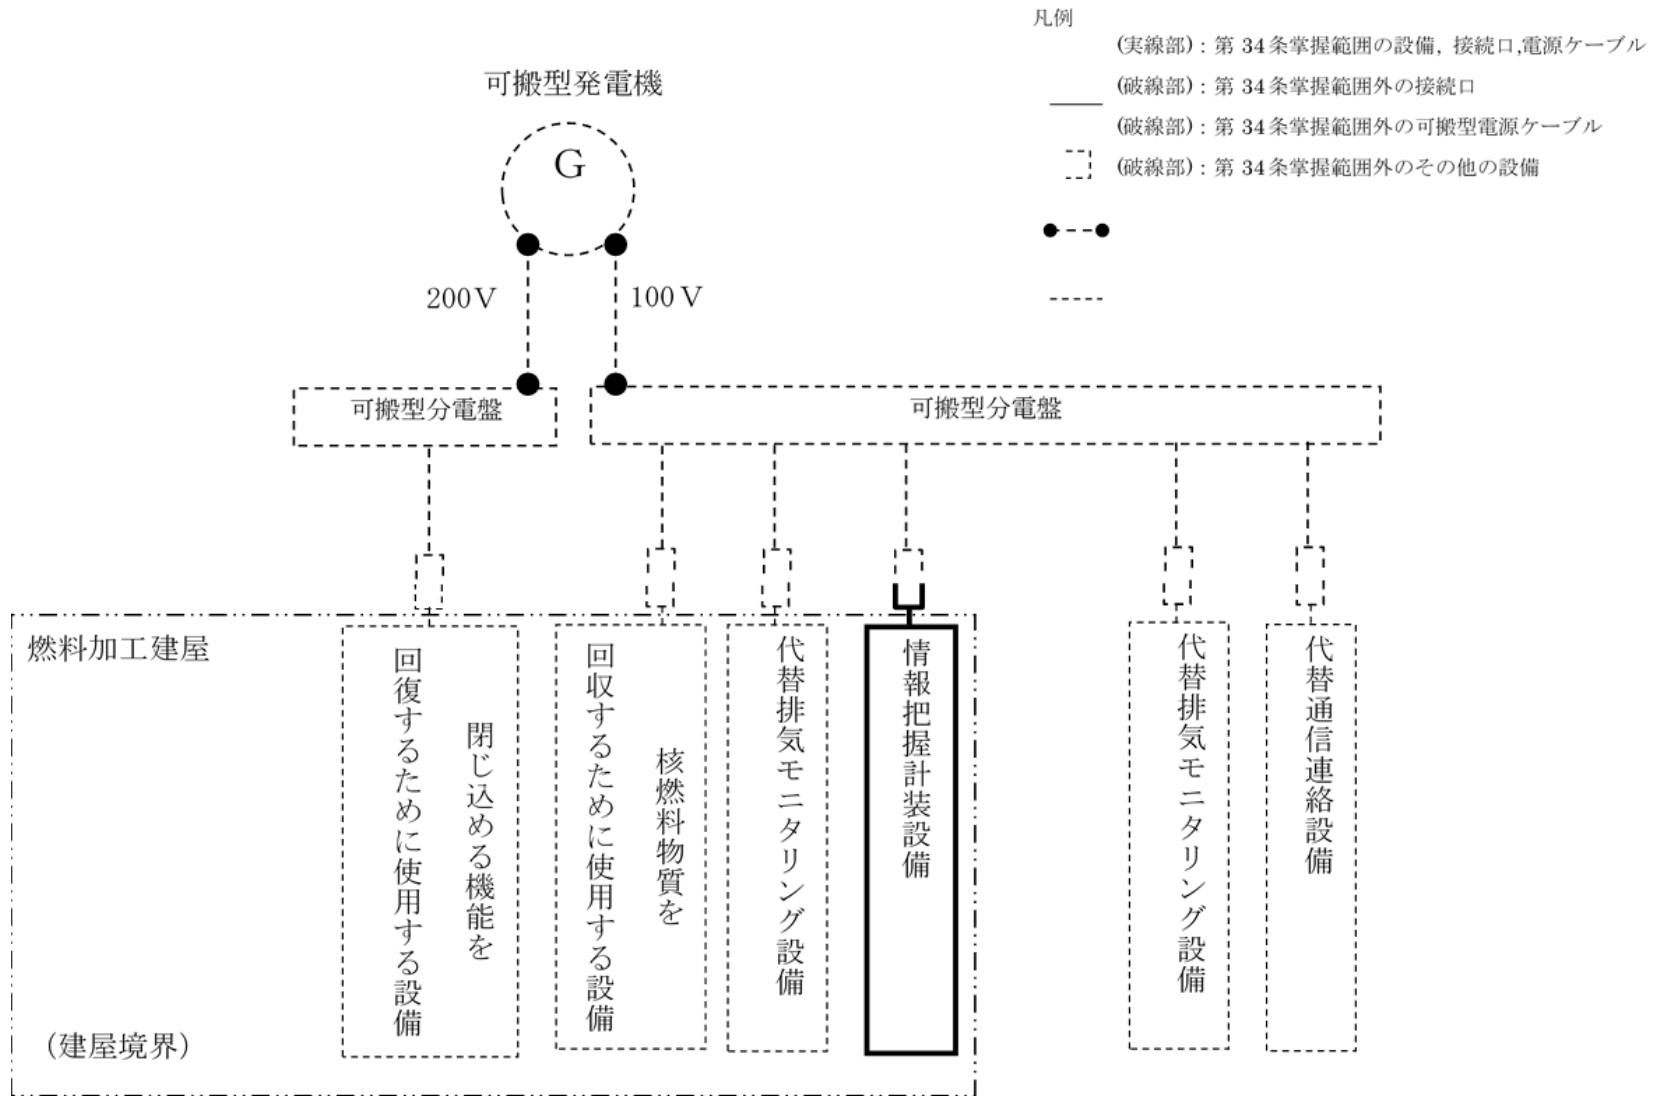 凡例
(実線部)：第 34条掌握範囲の設備, 接続口,電源ケーブル
(破線部)：第 34条掌握範囲外の接続口
(破線部)：第 34条掌握範囲外の可搬型電源ケーブル
(破線部)：第 34条掌握範囲外のその他の設備
可搬型発電機
G
200V
100V
可搬型分電盤
可搬型分電盤
燃料加工建屋
閉じ込める機能を
回復するために使用する設備
核燃料物質を
回収するために使用する設備
代替排気モニタリング設備
情報把握計装設備
代替排気モニタリング設備
代替通信連絡設備
（建屋境界）